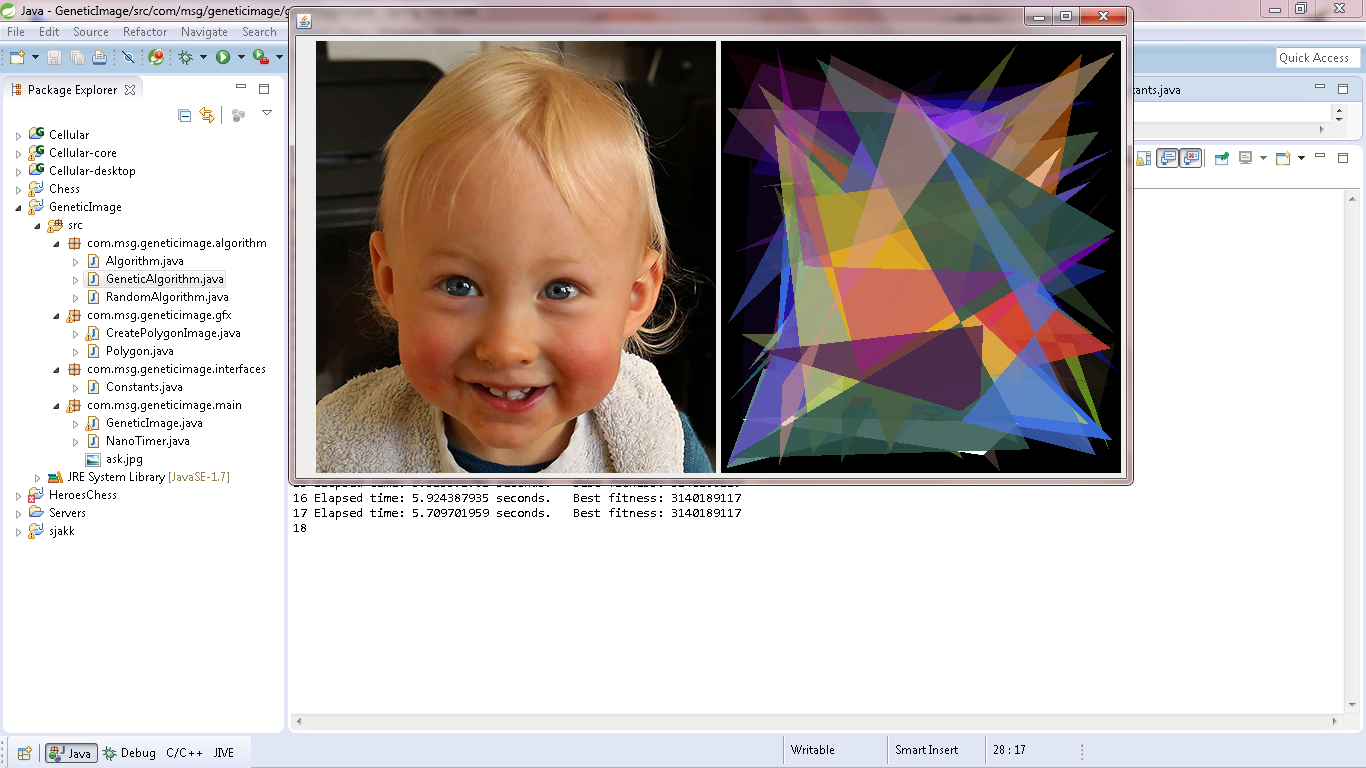 Java - GeneticImage/src/com/msg/geneticimage/g
File Edit Source Refactor Navigate Search
Quick Access
Package Explorer
tants.java
Cellular
Cellular-core
Cellular-desktop
Chess
GeneticImage
src
com.msg.geneticimage.algorithm
Algorithm.java
GeneticAlgorithm.java
RandomAlgorithm.java
com.msg.geneticimage.gfx
CreatePolygonImage.java
Polygon.java
com.msg.geneticimage.interfaces
Constants.java
com.msg.geneticimage.main
GeneticImage.java
NanoTimer.java
ask.jpg
JRE System Library [JavaSE-1.7]
HeroesChess
Servers
sjakk
16 Elapsed time: 5.924387935 seconds. Best fitness: 3140189117
17 Elapsed time: 5.709701959 seconds. Best fitness: 3140189117
18
Java Debug C/C++ JIVE
Writable Smart Insert 28 : 17